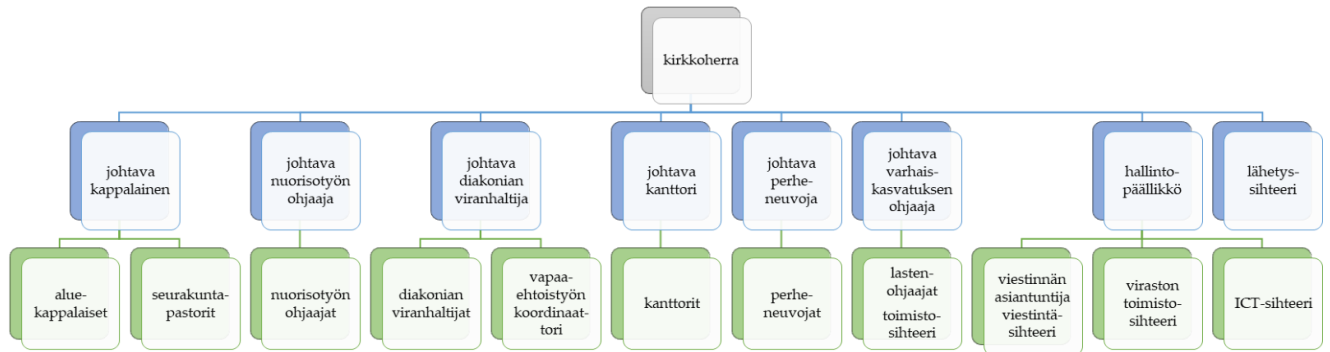 kirkkoherra
johtava
kappalainen
johtava
nuorisotyön
ohjaaja
johtava
diakonian
viranhaltija
johtava
kanttori
johtava
perhe-
neuvoja
johtava
varhais-
kasvatuksen
ohjaaja
hallinto-
päällikkö
lähetys-
sihteeri
alue-
kappalaiset
seurakunta-
pastorit
nuorisotyön
ohjaajat
diakonian
viranhaltijat
vapaa-
ehtoistyön
koordinaat-
tori
kanttorit
perhe-
neuvojat
lasten-
ohjaajat
toimisto-
sihteeri
viestinnän
asiantuntija
viestintä-
sihteeri
viraston
toimisto-
sihteeri
ICT-sihteeri